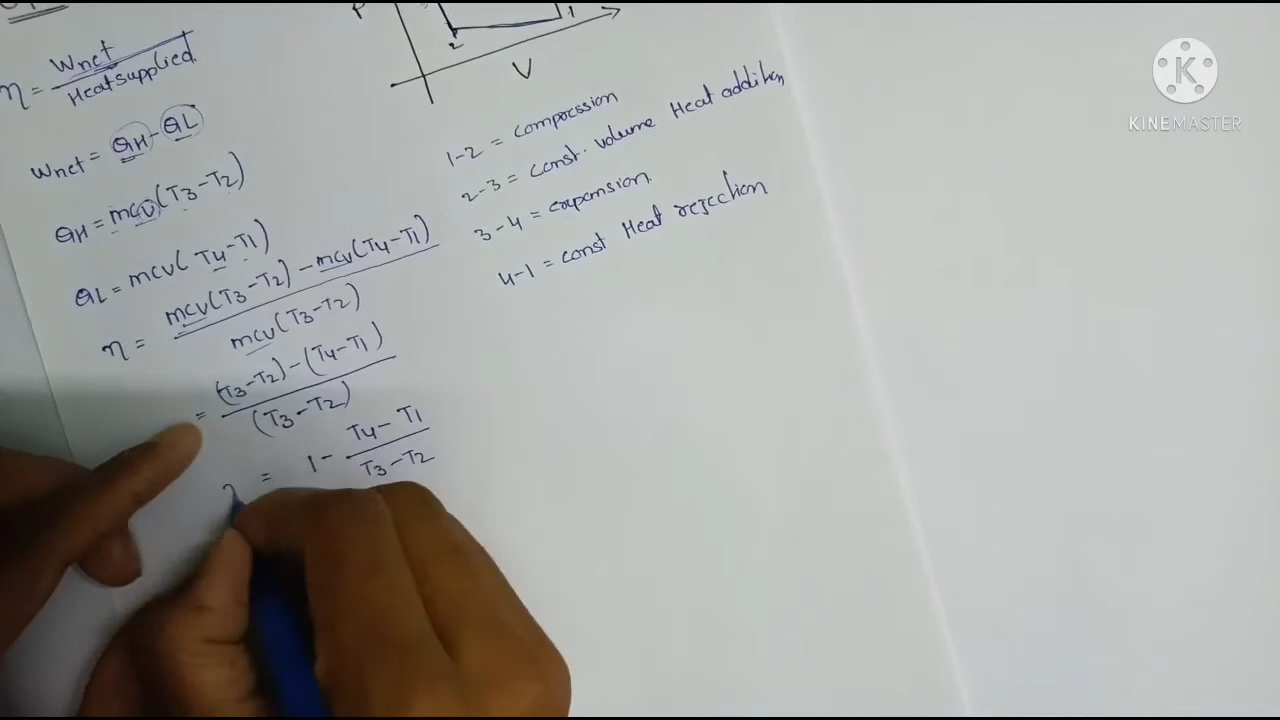 P
2
1
V
η = Wnet / Heat supplied
Wnet = QH - QL
QH = mcv(T3-T2)
QL = mcv(T4-T1)
η = mcv(T3-T2) - mcv(T4-T1) / mcv(T3-T2)
= (T3-T2) - (T4-T1) / (T3-T2)
η = 1 - T4-T1 / T3-T2
1-2 = compression
2-3 = const. volume Heat addition
3-4 = expansion
4-1 = const Heat rejection
KINEMASTER